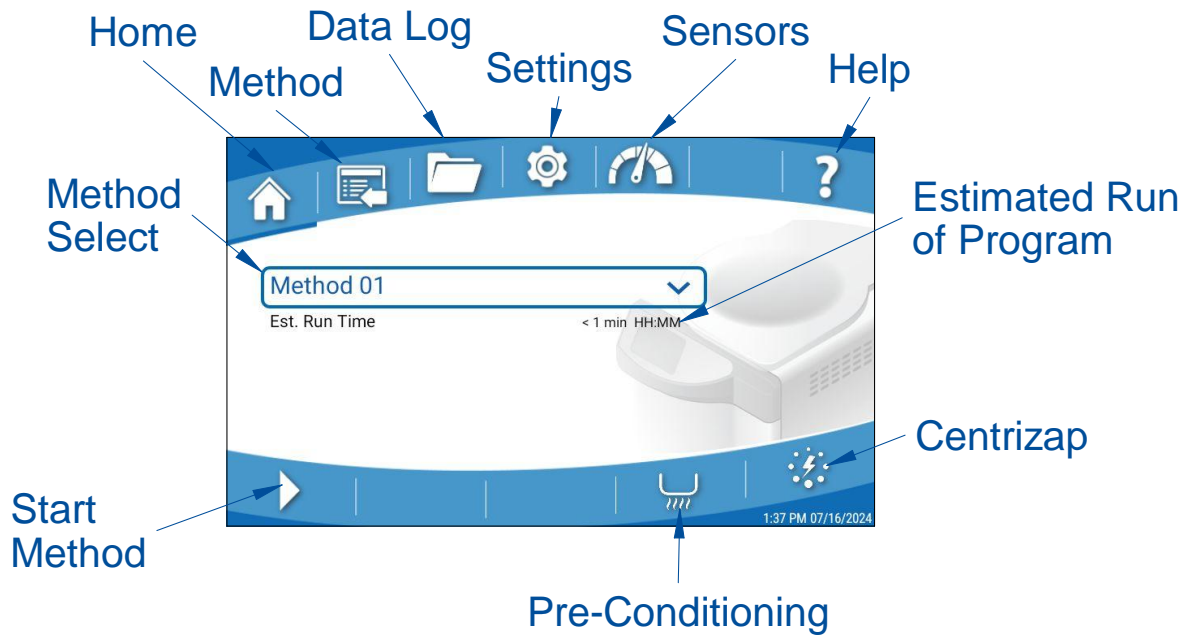 Home
Data Log
Sensors
Method
Settings
Help
Method
Select
Estimated Run
of Program
Method 01
Est. Run Time
< 1 min HH:MM
Centrizap
Start
Method
1:37 PM 07/16/2024
Pre-Conditioning